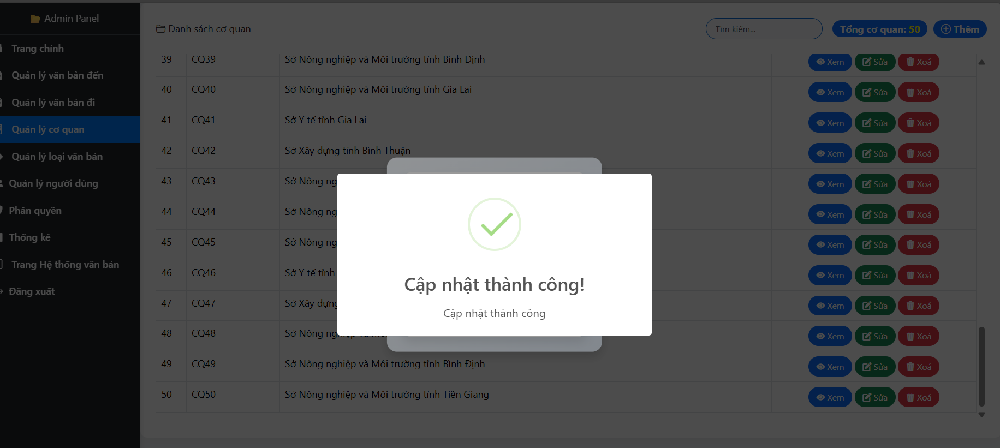 Admin Panel
Trang chính
Quản lý văn bản đến
Quản lý văn bản đi
Quản lý cơ quan
Quản lý loại văn bản
Quản lý người dùng
Phân quyền
Thống kê
Trang Hệ thống văn bản
Đăng xuất
Danh sách cơ quan
Tìm kiếm...
Tổng cơ quan: 50
Thêm
39 CQ39 Sở Nông nghiệp và Môi trường tỉnh Bình Định Xem Sửa Xoá
40 CQ40 Sở Nông nghiệp và Môi trường tỉnh Gia Lai Xem Sửa Xoá
41 CQ41 Sở Y tế tỉnh Gia Lai Xem Sửa Xoá
42 CQ42 Sở Xây dựng tỉnh Bình Thuận Xem Sửa Xoá
43 CQ43 Sở Nông ng Xem Sửa Xoá
44 CQ44 Sở Nông ng Xem Sửa Xoá
45 CQ45 Sở Nông ng Xem Sửa Xoá
46 CQ46 Sở Y tế tỉnh Xem Sửa Xoá
47 CQ47 Sở Xây dựng Xem Sửa Xoá
48 CQ48 Sở Nông nghiệp và Xem Sửa Xoá
49 CQ49 Sở Nông nghiệp và Môi trường tỉnh Bình Định Xem Sửa Xoá
50 CQ50 Sở Nông nghiệp và Môi trường tỉnh Tiền Giang Xem Sửa Xoá
Cập nhật thành công!
Cập nhật thành công